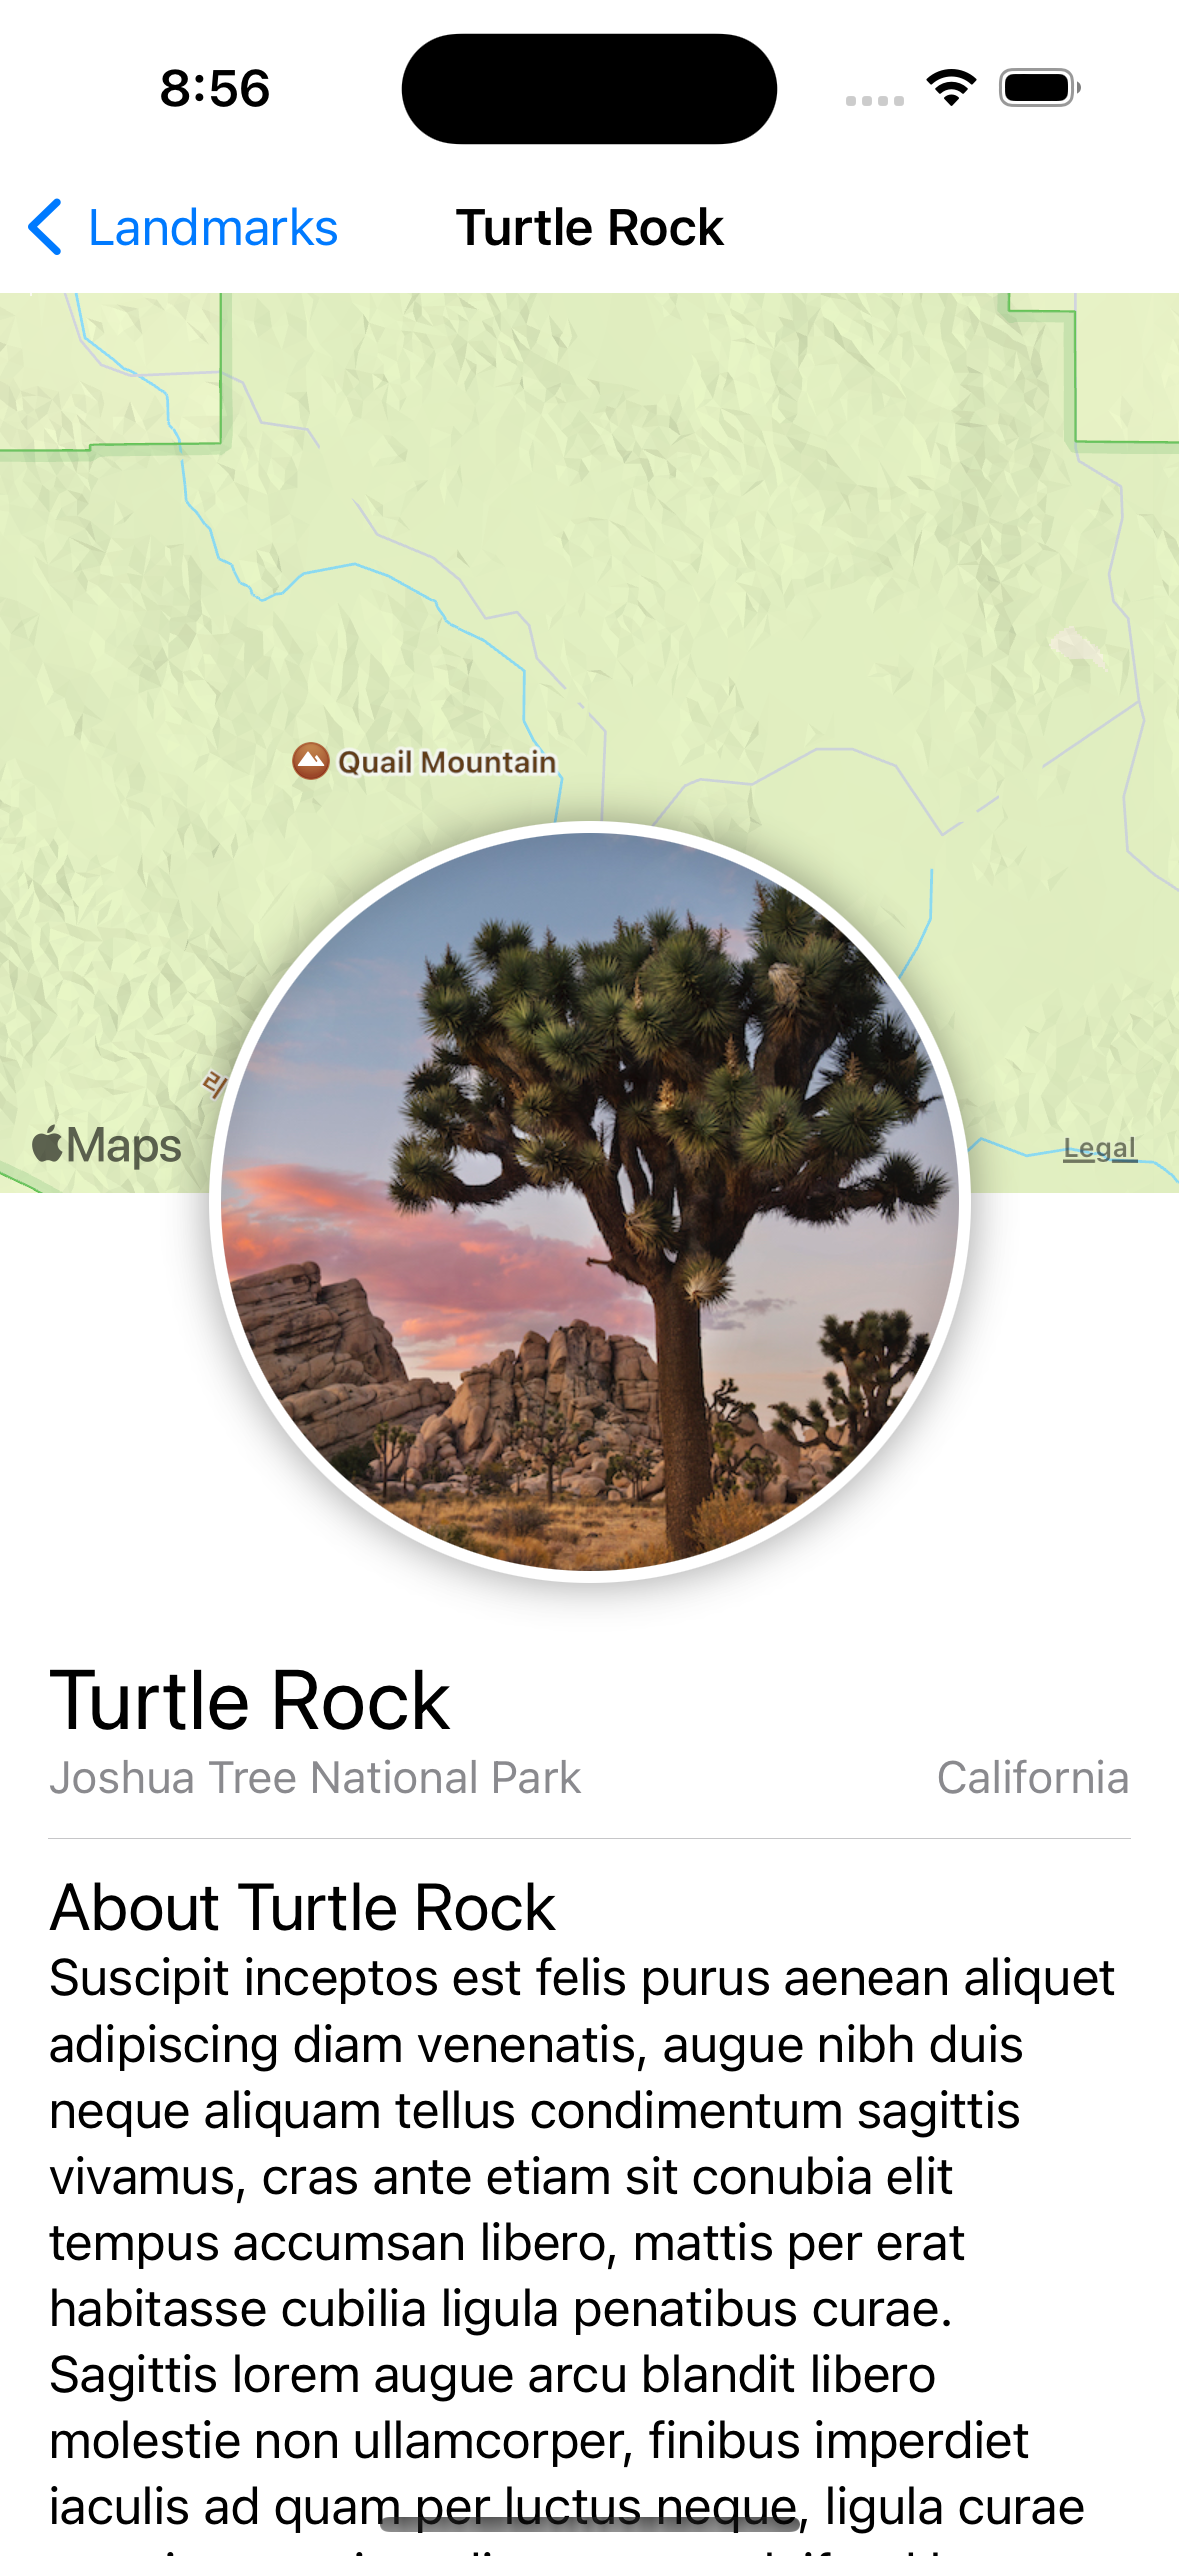 8:56
Landmarks
Turtle Rock
Quail Mountain
리
Maps
Legal
Turtle Rock
Joshua Tree National Park
California
About Turtle Rock
Suscipit inceptos est felis purus aenean aliquet
adipiscing diam venenatis, augue nibh duis
neque aliquam tellus condimentum sagittis
vivamus, cras ante etiam sit conubia elit
tempus accumsan libero, mattis per erat
habitasse cubilia ligula penatibus curae.
Sagittis lorem augue arcu blandit libero
molestie non ullamcorper, finibus imperdiet
iaculis ad quam per luctus neque, ligula curae